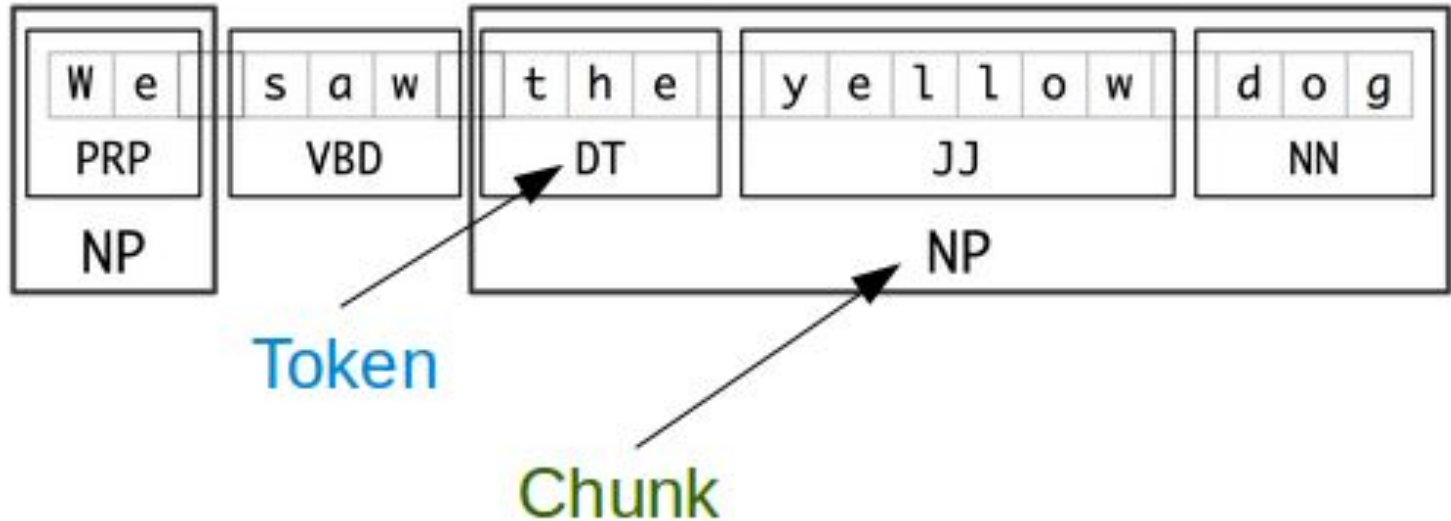 We saw the yellow dog
PRP VBD DT JJ NN
NP NP
Token
Chunk